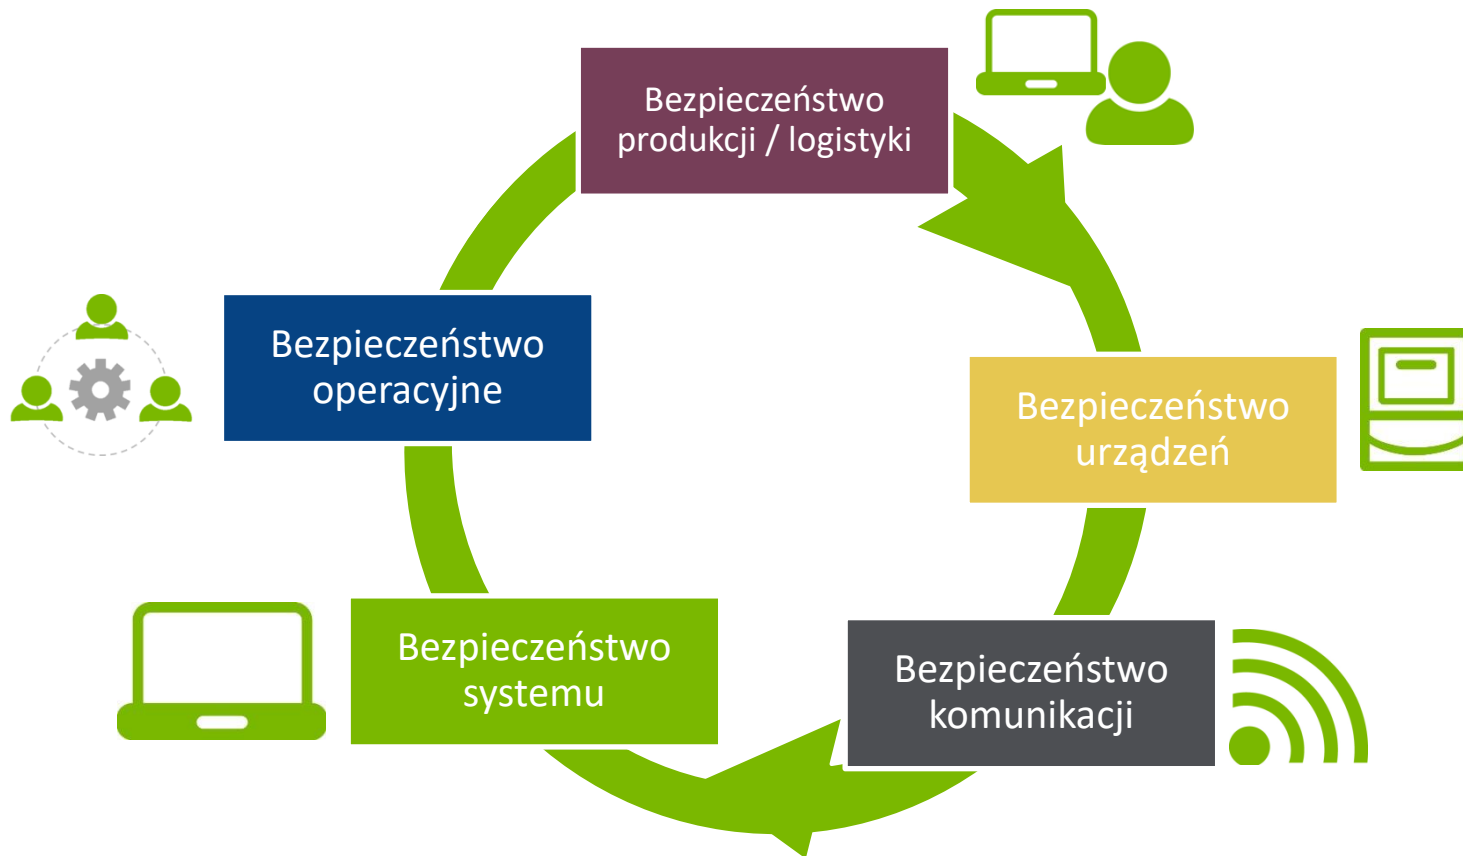 Bezpieczeństwo
produkcji / logistyki
Bezpieczeństwo
operacyjne
Bezpieczeństwo
urządzeń
Bezpieczeństwo
systemu
Bezpieczeństwo
komunikacji